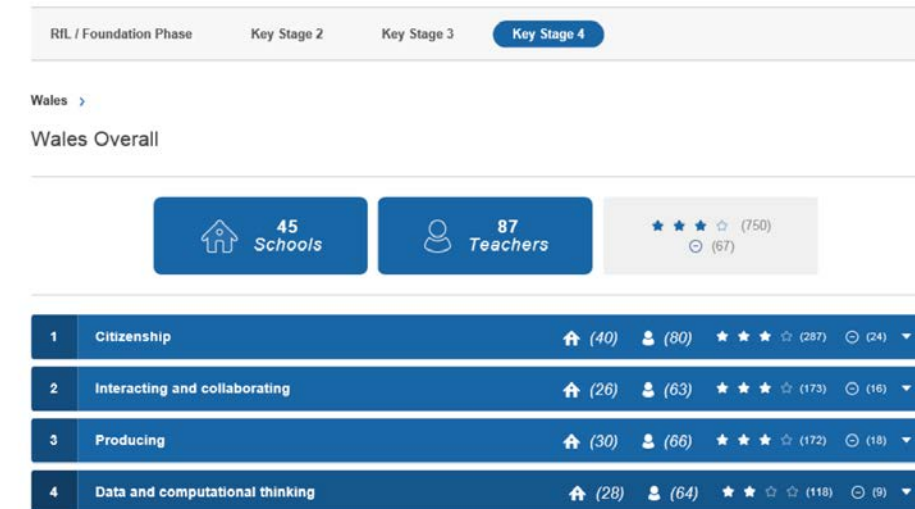 RfL / Foundation Phase Key Stage 2 Key Stage 3 Key Stage 4
Wales >
Wales Overall
45 87 (750)
Schools Teachers (67)
1 Citizenship (40) (80) (287) (24)
2 Interacting and collaborating (26) (63) (173) (16)
3 Producing (30) (66) (172) (18)
4 Data and computational thinking (28) (64) (118) (9)